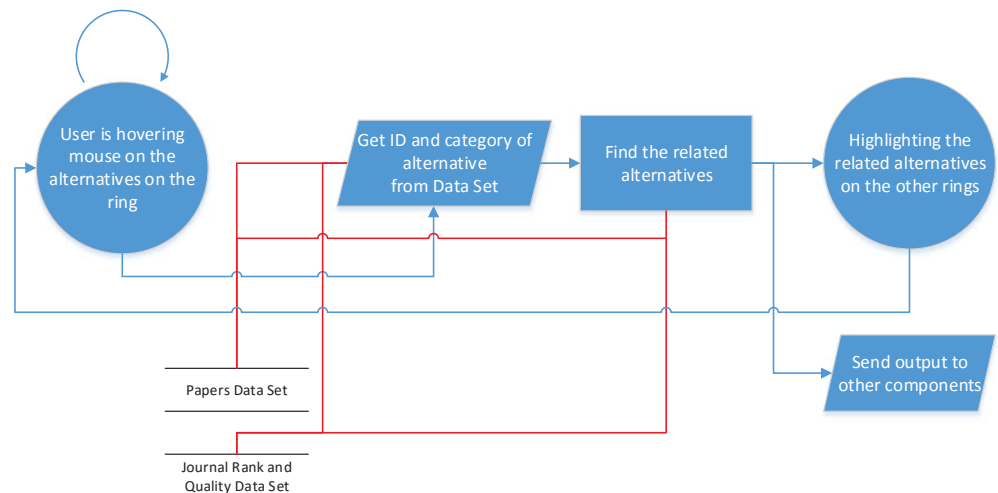 User is hovering
mouse on the
alternatives on the
ring
Get ID and category of
alternative
from Data Set
Find the related
alternatives
Highlighting the
related alternatives
on the other rings
Send output to
other components
Papers Data Set
Journal Rank and
Quality Data Set